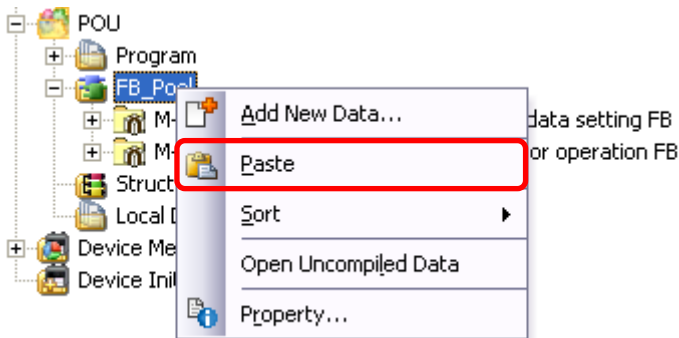 POU
Program
FB_Pool
Add New Data...
M- data setting FB
M- or operation FB
Paste
Struct
Local D
Sort
Device Me
Open Uncompiled Data
Device Ini
Property...